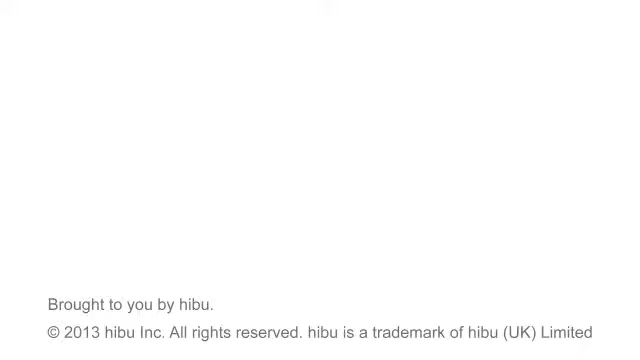 Brought to you by hibu.
© 2013 hibu Inc. All rights reserved. hibu is a trademark of hibu (UK) Limited